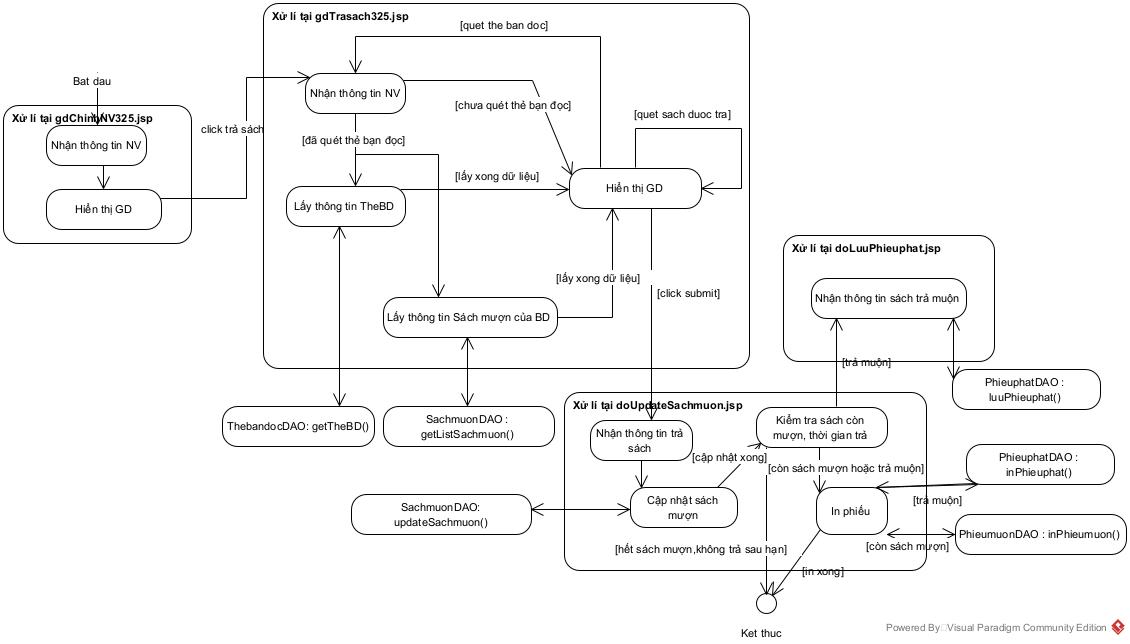 Xử lí tại gdTrasach325.jsp
[quet the ban doc]
Bat dau
Nhận thông tin NV
[chưa quét thẻ bạn đọc]
[quet sach duoc tra]
Nhận thông tin NV
click trả sách
[đã quét thẻ bạn đọc]
[lấy xong dữ liệu]
Hiển thị GD
Hiển thị GD
Lấy thông tin TheBD
Xử lí tại doLuuPhieuphat.jsp
[lấy xong dữ liệu]
[click submit]
Nhận thông tin sách trả muộn
Lấy thông tin Sách mượn của BD
[trả muộn]
PhieuphatDAO :
luuPhieuphat()
Xử lí tại doUpdateSachmuon.jsp
ThebandocDAO: getTheBD()
SachmuonDAO :
getListSachmuon()
Nhận thông tin trả
sách
Kiểm tra sách còn
mượn, thời gian trả
[cập nhật xong]
[còn sách mượn hoặc trả muộn]
PhieuphatDAO :
inPhieuphat()
[trả muộn]
SachmuonDAO:
updateSachmuon()
Cập nhật sách
mượn
In phiếu
PhieumuonDAO : inPhieumuon()
[còn sách mượn]
[hết sách mượn,không trả sau hạn]
[in xong]
Ket thuc
Powered By Visual Paradigm Community Edition